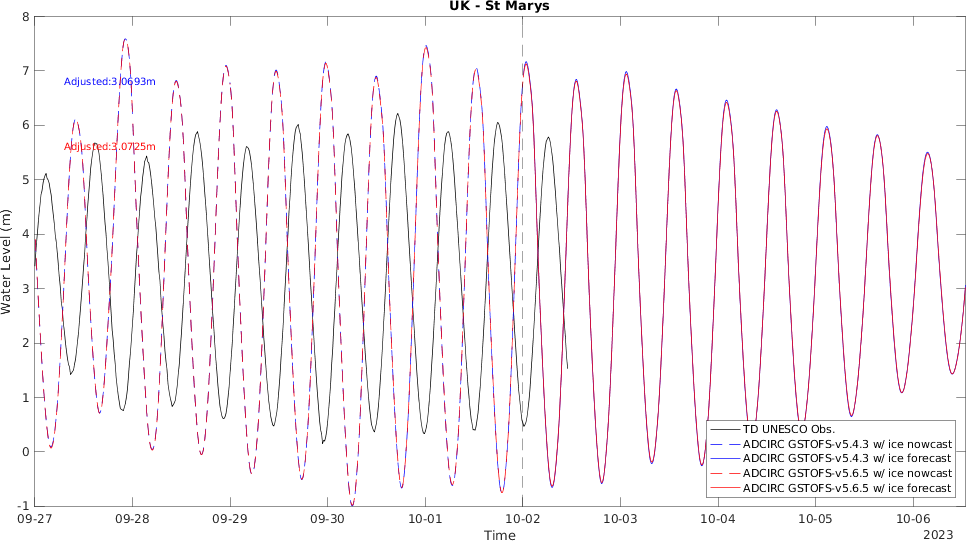 UK - St Marys
8
7
6
5
4
3
2
1
0
-1
Water Level (m)
Adjusted:3.0693m
Adjusted:3.0725m
TD UNESCO Obs.
ADCIRC GSTOFS-v5.4.3 w/ ice nowcast
ADCIRC GSTOFS-v5.4.3 w/ ice forecast
ADCIRC GSTOFS-v5.6.5 w/ ice nowcast
ADCIRC GSTOFS-v5.6.5 w/ ice forecast
09-27 09-28 09-29 09-30 10-01 10-02 10-03 10-04 10-05 10-06
Time
2023